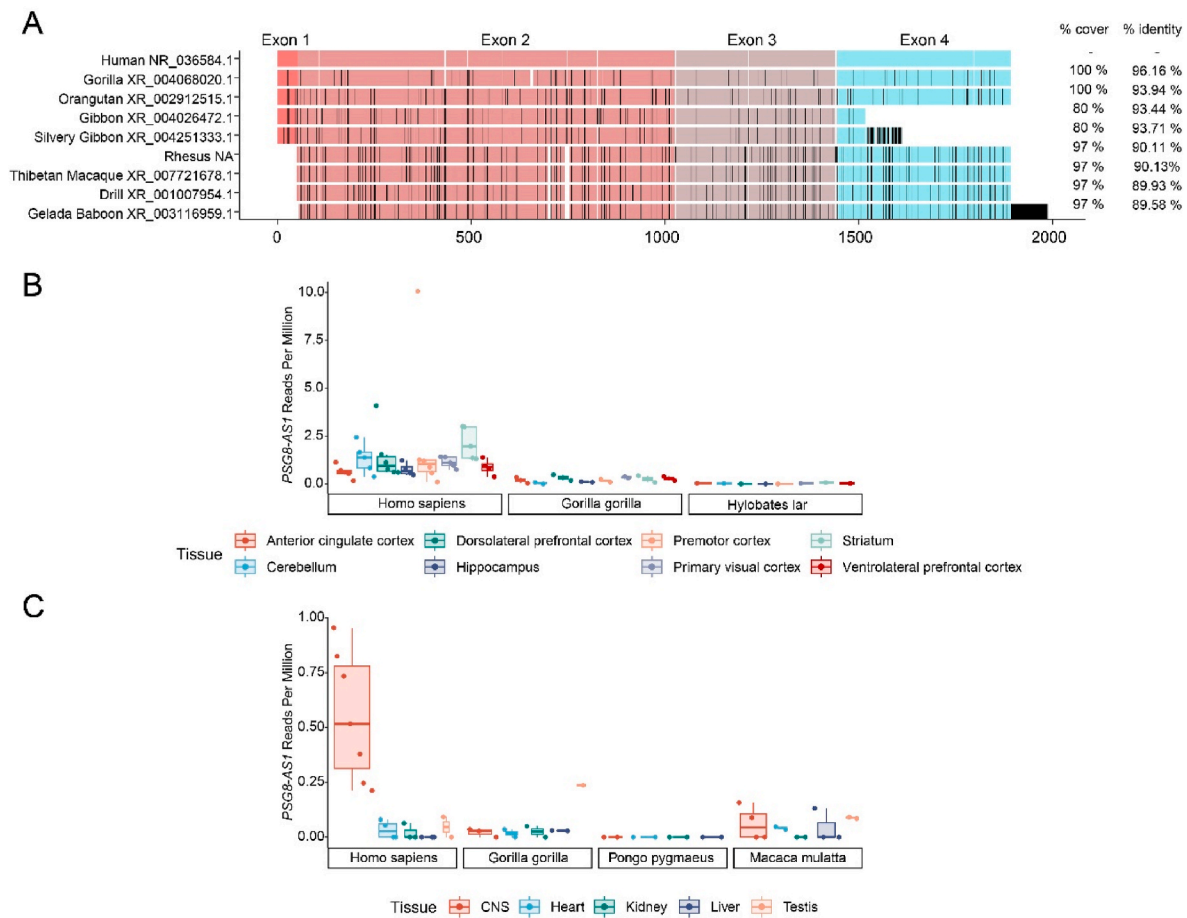 A
Exon 1 Exon 2 Exon 3 Exon 4 % cover % identity
Human NR_036584.1 - -
Gorilla XR_004068020.1 100 % 96.16 %
Orangutan XR_002912515.1 100 % 93.94 %
Gibbon XR_004026472.1 80 % 93.44 %
Silvery Gibbon XR_004251333.1 80 % 93.71 %
Rhesus NA 97 % 90.11 %
Thibetan Macaque XR_007721678.1 97 % 90.13%
Drill XR_001007954.1 97 % 89.93 %
Gelada Baboon XR_003116959.1 97 % 89.58 %
0 500 1000 1500 2000
B
PSG8-AS1 Reads Per Million
10.0
7.5
5.0
2.5
0.0
Homo sapiens Gorilla gorilla Hylobates lar
Tissue
Anterior cingulate cortex Dorsolateral prefrontal cortex Premotor cortex Striatum
Cerebellum Hippocampus Primary visual cortex Ventrolateral prefrontal cortex
C
PSG8-AS1 Reads Per Million
1.00
0.75
0.50
0.25
0.00
Homo sapiens Gorilla gorilla Pongo pygmaeus Macaca mulatta
Tissue CNS Heart Kidney Liver Testis